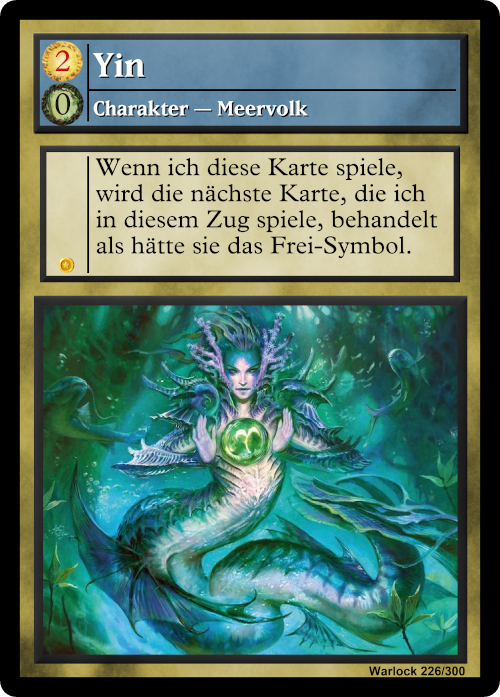 2
Yin
0
Charakter — Meervolk
Wenn ich diese Karte spiele,
wird die nächste Karte, die ich
in diesem Zug spiele, behandelt
als hätte sie das Frei-Symbol.
Warlock 226/300